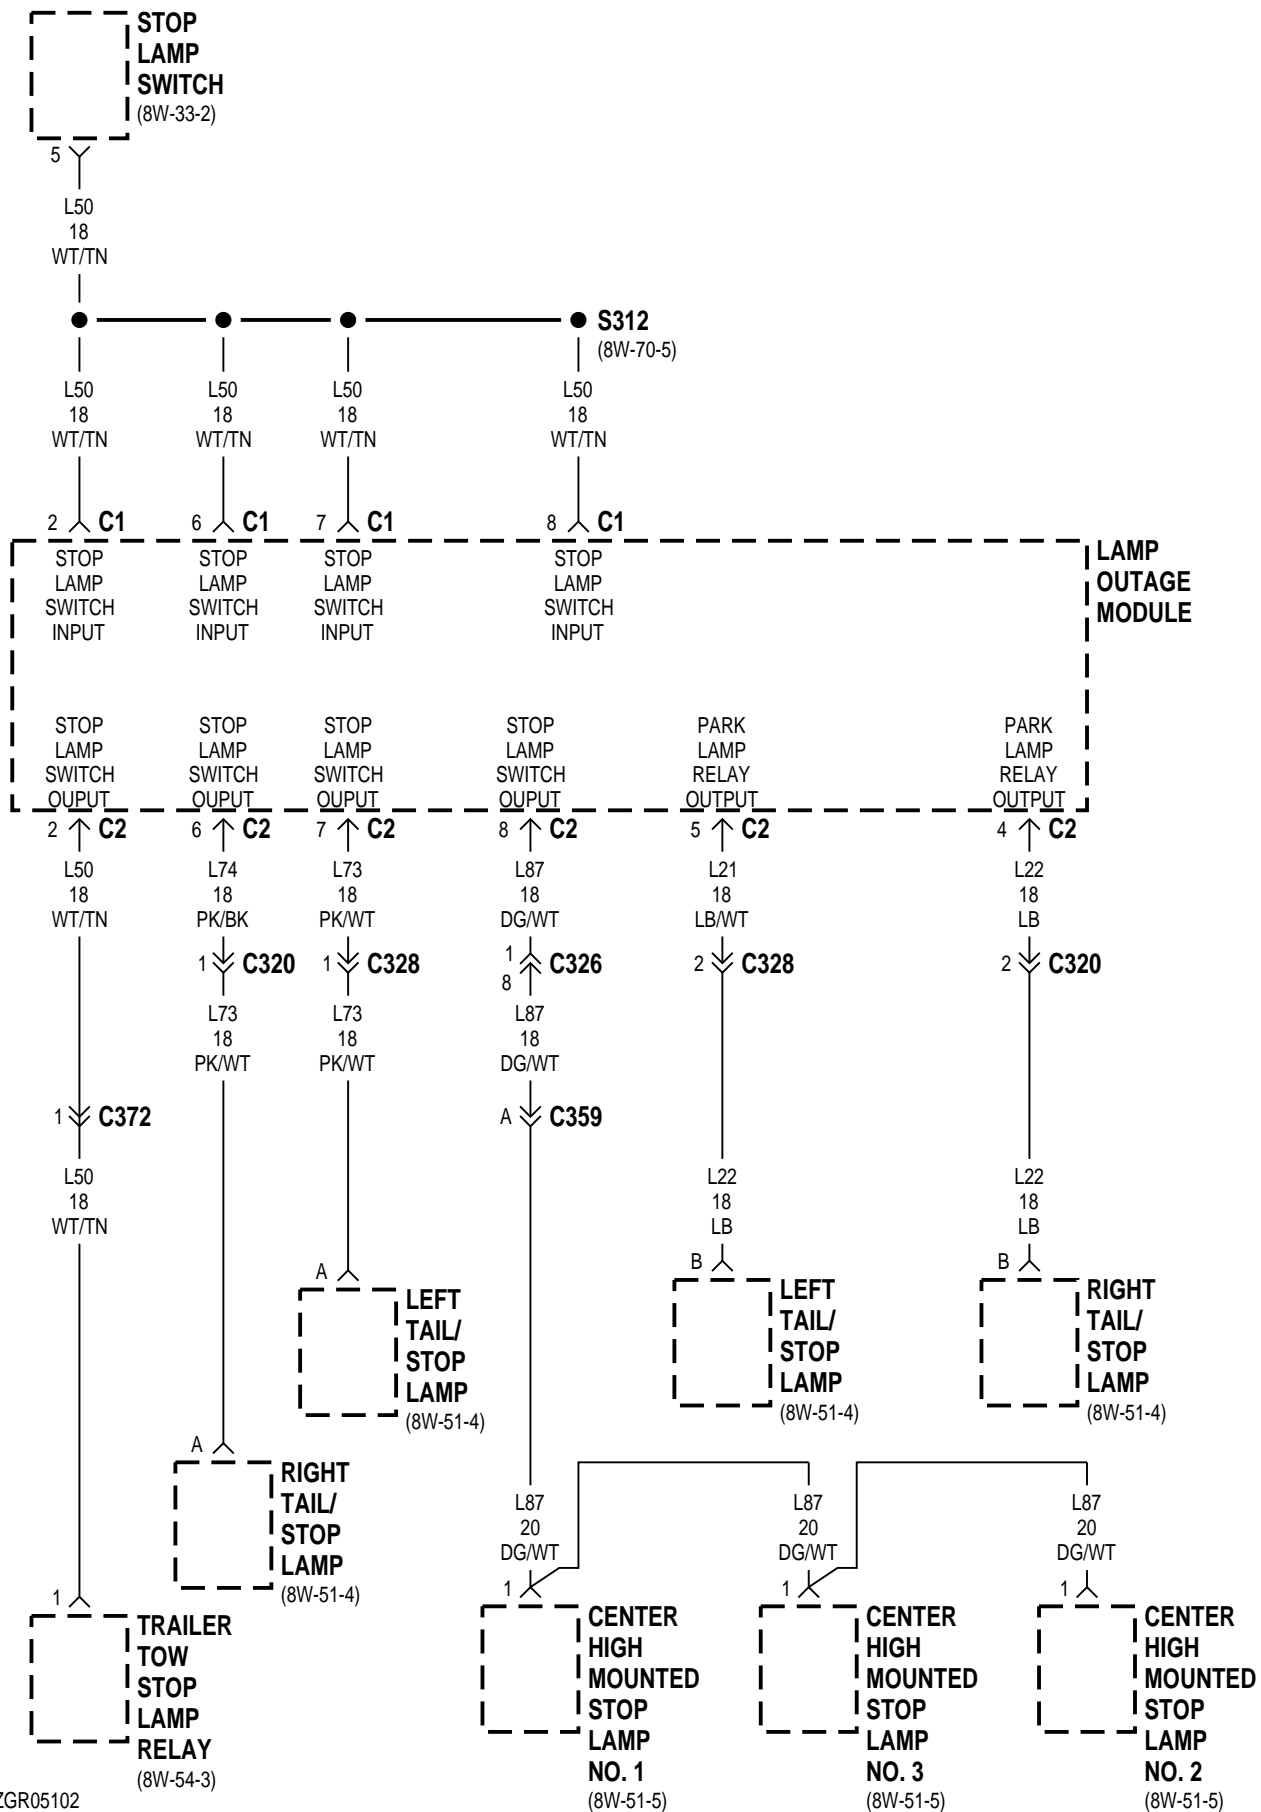 STOP
LAMP
SWITCH
(8W-33-2)
5
L50
18
WT/TN
S312
(8W-70-5)
L50
18
WT/TN
L50
18
WT/TN
L50
18
WT/TN
L50
18
WT/TN
2 C1
6 C1
7 C1
8 C1
LAMP
OUTAGE
MODULE
STOP
LAMP
SWITCH
INPUT
STOP
LAMP
SWITCH
INPUT
STOP
LAMP
SWITCH
INPUT
STOP
LAMP
SWITCH
INPUT
STOP
LAMP
SWITCH
OUPUT
STOP
LAMP
SWITCH
OUPUT
STOP
LAMP
SWITCH
OUPUT
STOP
LAMP
SWITCH
OUPUT
PARK
LAMP
RELAY
OUTPUT
PARK
LAMP
RELAY
OUTPUT
2 C2
6 C2
7 C2
8 C2
5 C2
4 C2
L50
18
WT/TN
L74
18
PK/BK
L73
18
PK/WT
L87
18
DG/WT
L21
18
LB/WT
L22
18
LB
1 C320
1 C328
1 C326
8
2 C328
2 C320
L73
18
PK/WT
L73
18
PK/WT
L87
18
DG/WT
1 C372
A C359
L50
18
WT/TN
L22
18
LB
L22
18
LB
A
LEFT
TAIL/
STOP
LAMP
(8W-51-4)
B
LEFT
TAIL/
STOP
LAMP
(8W-51-4)
B
RIGHT
TAIL/
STOP
LAMP
(8W-51-4)
A
RIGHT
TAIL/
STOP
LAMP
(8W-51-4)
L87
20
DG/WT
L87
20
DG/WT
L87
20
DG/WT
1
TRAILER
TOW
STOP
LAMP
RELAY
(8W-54-3)
1
CENTER
HIGH
MOUNTED
STOP
LAMP
NO. 1
(8W-51-5)
1
CENTER
HIGH
MOUNTED
STOP
LAMP
NO. 3
(8W-51-5)
1
CENTER
HIGH
MOUNTED
STOP
LAMP
NO. 2
(8W-51-5)
ZGR05102